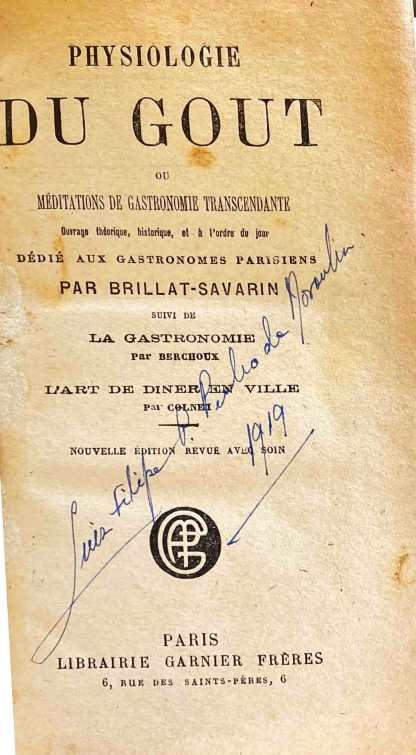 PHYSIOLOGIE
DU GOUT
OU
MÉDITATIONS DE GASTRONOMIE TRANSCENDANTE
Ouvrage théorique, historique, et à l'ordre du jour
DÉDIÉ AUX GASTRONOMES PARISIENS
PAR BRILLAT-SAVARIN
SUIVI DE
LA GASTRONOMIE
Par BERCHOUX
L'ART DE DINER EN VILLE
Par COLNET
NOUVELLE ÉDITION REVUE AVEC SOIN
Luis Filipe P. Penho de
1919
PARIS
LIBRAIRIE GARNIER FRÈRES
6, RUE DES SAINTS-PÈRES, 6